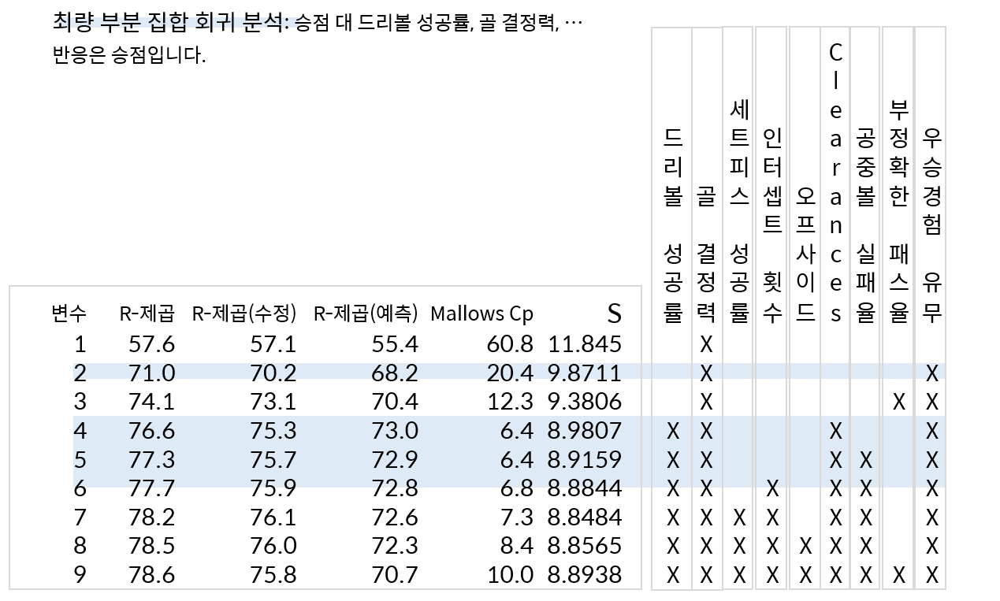 최량 부분 집합 회귀 분석: 승점 대 드리볼 성공률, 골 결정력, ⋯
반응은 승점입니다.
드리볼 성공률
골 결정력
세트피스 성공률
인터셉트 횟수
오프사이드
Clearances
공중볼 실패율
부정확한 패스율
우승경험 유무
변수 R-제곱 R-제곱(수정) R-제곱(예측) Mallows Cp S
1 57.6 57.1 55.4 60.8 11.845 X
2 71.0 70.2 68.2 20.4 9.8711 X X
3 74.1 73.1 70.4 12.3 9.3806 X X X
4 76.6 75.3 73.0 6.4 8.9807 X X X X
5 77.3 75.7 72.9 6.4 8.9159 X X X X X
6 77.7 75.9 72.8 6.8 8.8844 X X X X X X
7 78.2 76.1 72.6 7.3 8.8484 X X X X X X X
8 78.5 76.0 72.3 8.4 8.8565 X X X X X X X X
9 78.6 75.8 70.7 10.0 8.8938 X X X X X X X X X